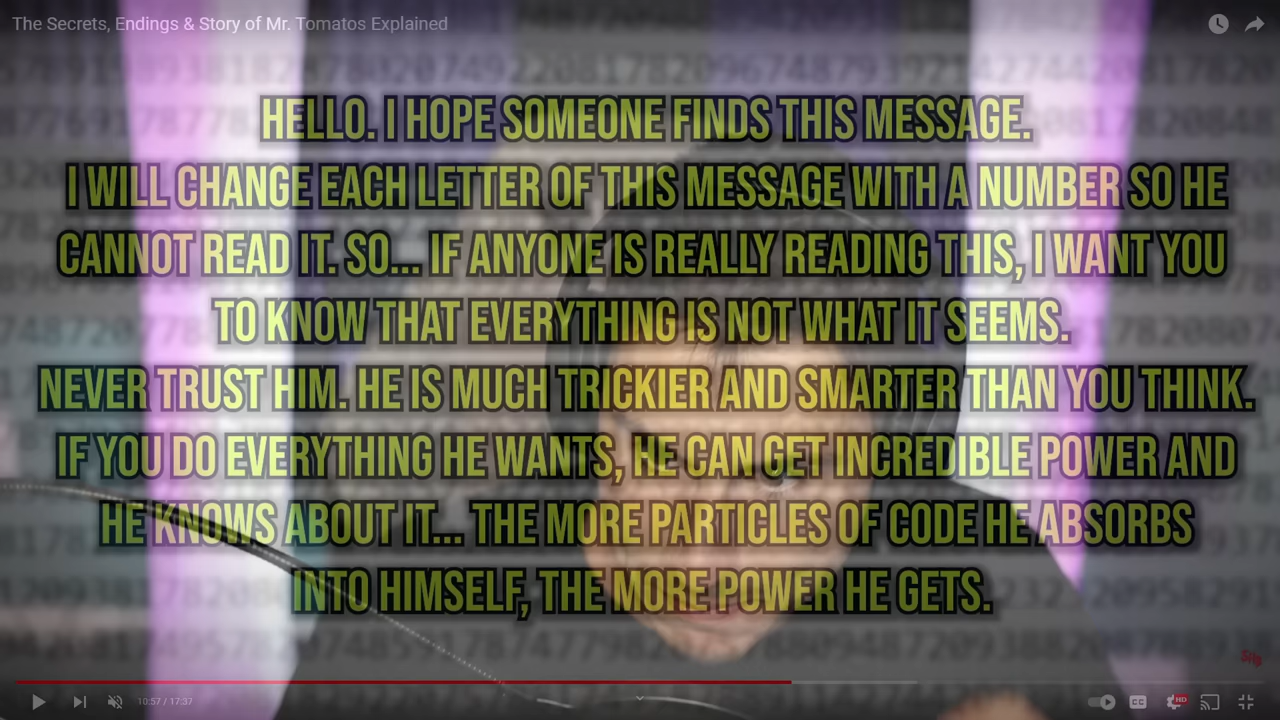 The Secrets, Endings & Story of Mr. Tomatos Explained
HELLO. I HOPE SOMEONE FINDS THIS MESSAGE.
I WILL CHANGE EACH LETTER OF THIS MESSAGE WITH A NUMBER SO HE
CANNOT READ IT. SO... IF ANYONE IS REALLY READING THIS, I WANT YOU
TO KNOW THAT EVERYTHING IS NOT WHAT IT SEEMS.
NEVER TRUST HIM. HE IS MUCH TRICKIER AND SMARTER THAN YOU THINK.
IF YOU DO EVERYTHING HE WANTS, HE CAN GET INCREDIBLE POWER AND
HE KNOWS ABOUT IT... THE MORE PARTICLES OF CODE HE ABSORBS
INTO HIMSELF, THE MORE POWER HE GETS.
10:57 / 17:37
CC
HD